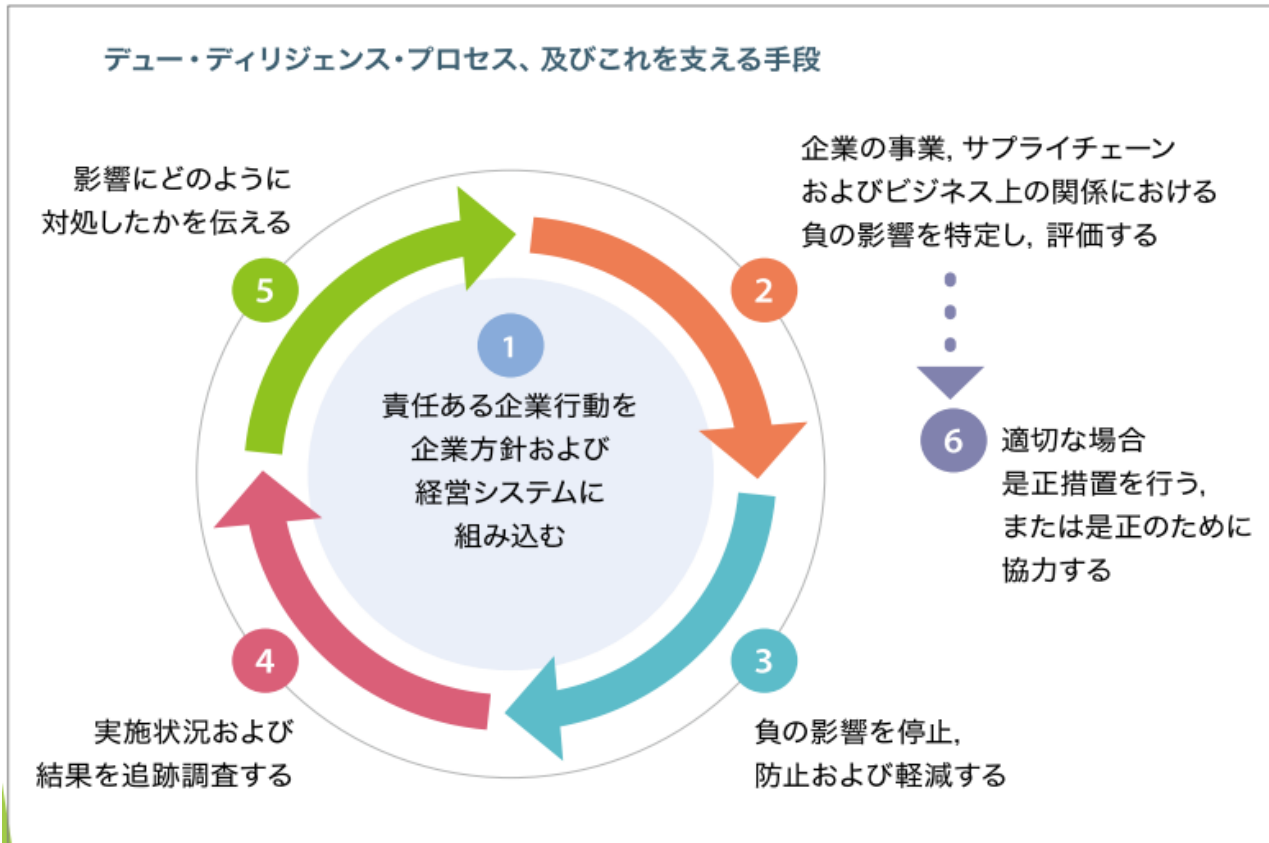 デュー・ディリジェンス・プロセス、及びこれを支える手段
1
責任ある企業行動を
企業方針および
経営システムに
組み込む
2
企業の事業, サプライチェーン
およびビジネス上の関係における
負の影響を特定し, 評価する
3
負の影響を停止,
防止および軽減する
4
実施状況および
結果を追跡調査する
5
影響にどのように
対処したかを伝える
6
適切な場合
是正措置を行う,
または是正のために
協力する